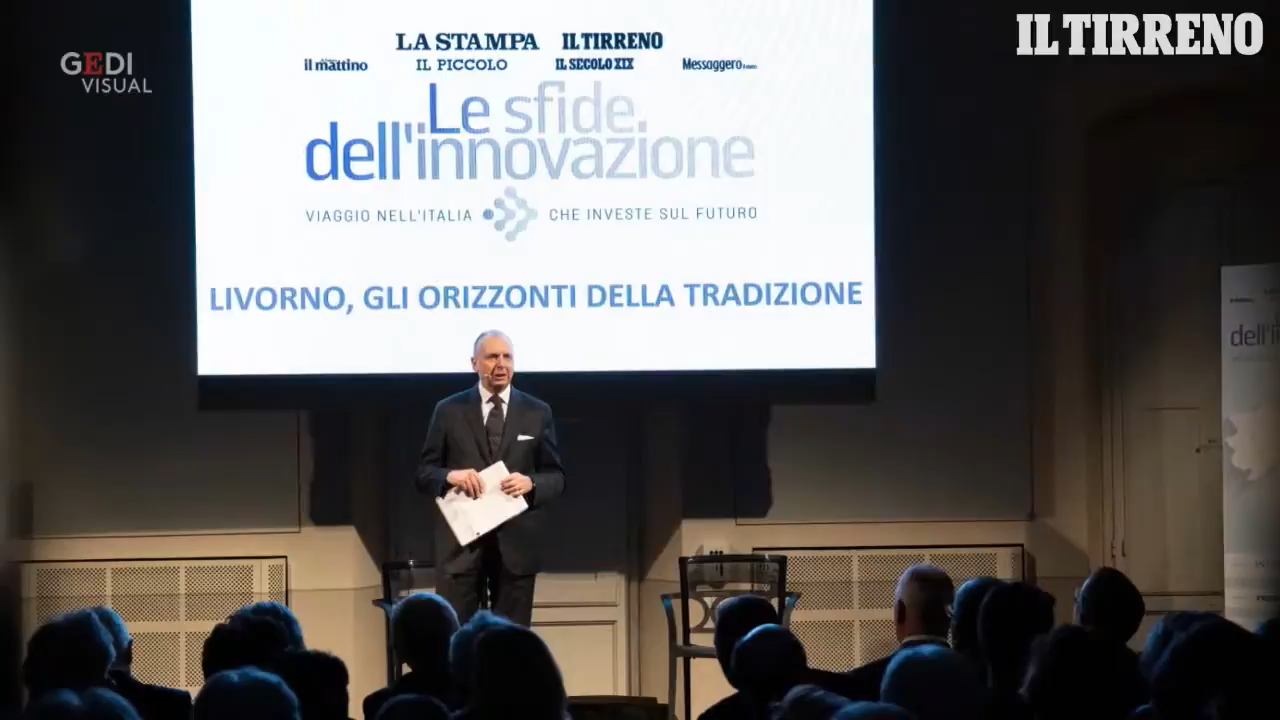 GEDI
VISUAL
IL TIRRENO
LA STAMPA IL TIRRENO
il mattino IL PICCOLO IL SECOLO XIX Messaggero
Le sfide
dell'innovazione
VIAGGIO NELL'ITALIA CHE INVESTE SUL FUTURO
LIVORNO, GLI ORIZZONTI DELLA TRADIZIONE